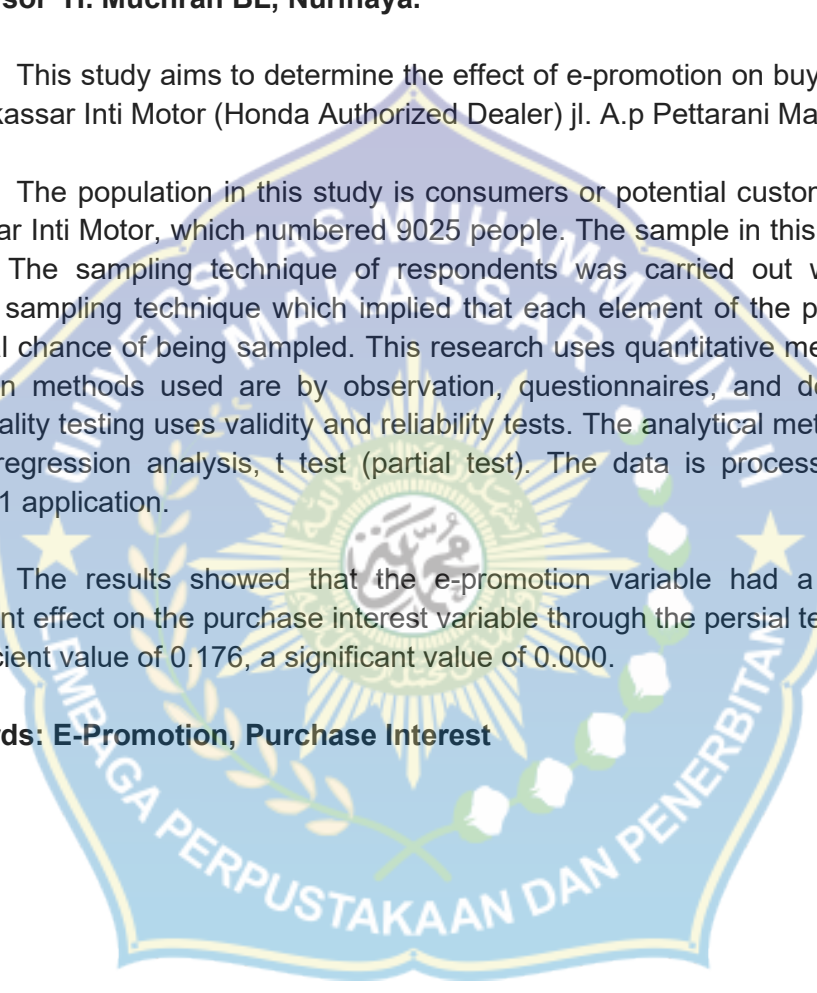 sor H. Muchran BL, Nurinaya.
This study aims to determine the effect of e-promotion on buy
kassar Inti Motor (Honda Authorized Dealer) jl. A.p Pettarani Ma
The population in this study is consumers or potential custon
ar Inti Motor, which numbered 9025 people. The sample in this
The sampling technique of respondents was carried out w
sampling technique which implied that each element of the p
l chance of being sampled. This research uses quantitative me
n methods used are by observation, questionnaires, and do
ality testing uses validity and reliability tests. The analytical met
regression analysis, t test (partial test). The data is process
1 application.
The results showed that the e-promotion variable had a
nt effect on the purchase interest variable through the persial te
cient value of 0.176, a significant value of 0.000.
ds: E-Promotion, Purchase Interest
UNIVERSITAS MUHAMMADIYAH
MAKASSAR
LEMBAGA PERPUSTAKAAN DAN PENERBITAN